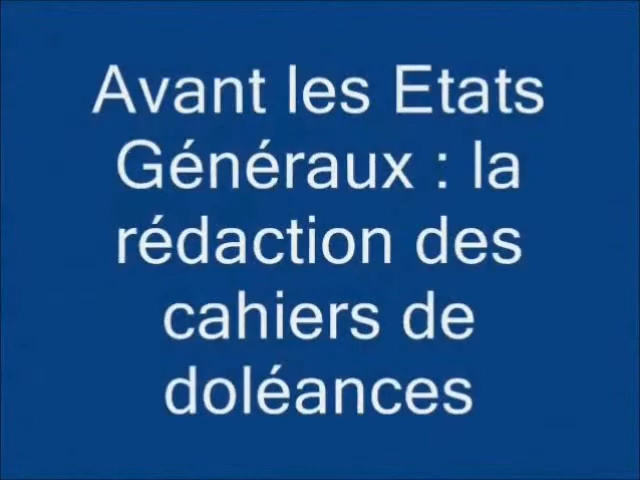 Avant les Etats
Généraux : la
rédaction des
cahiers de
doléances